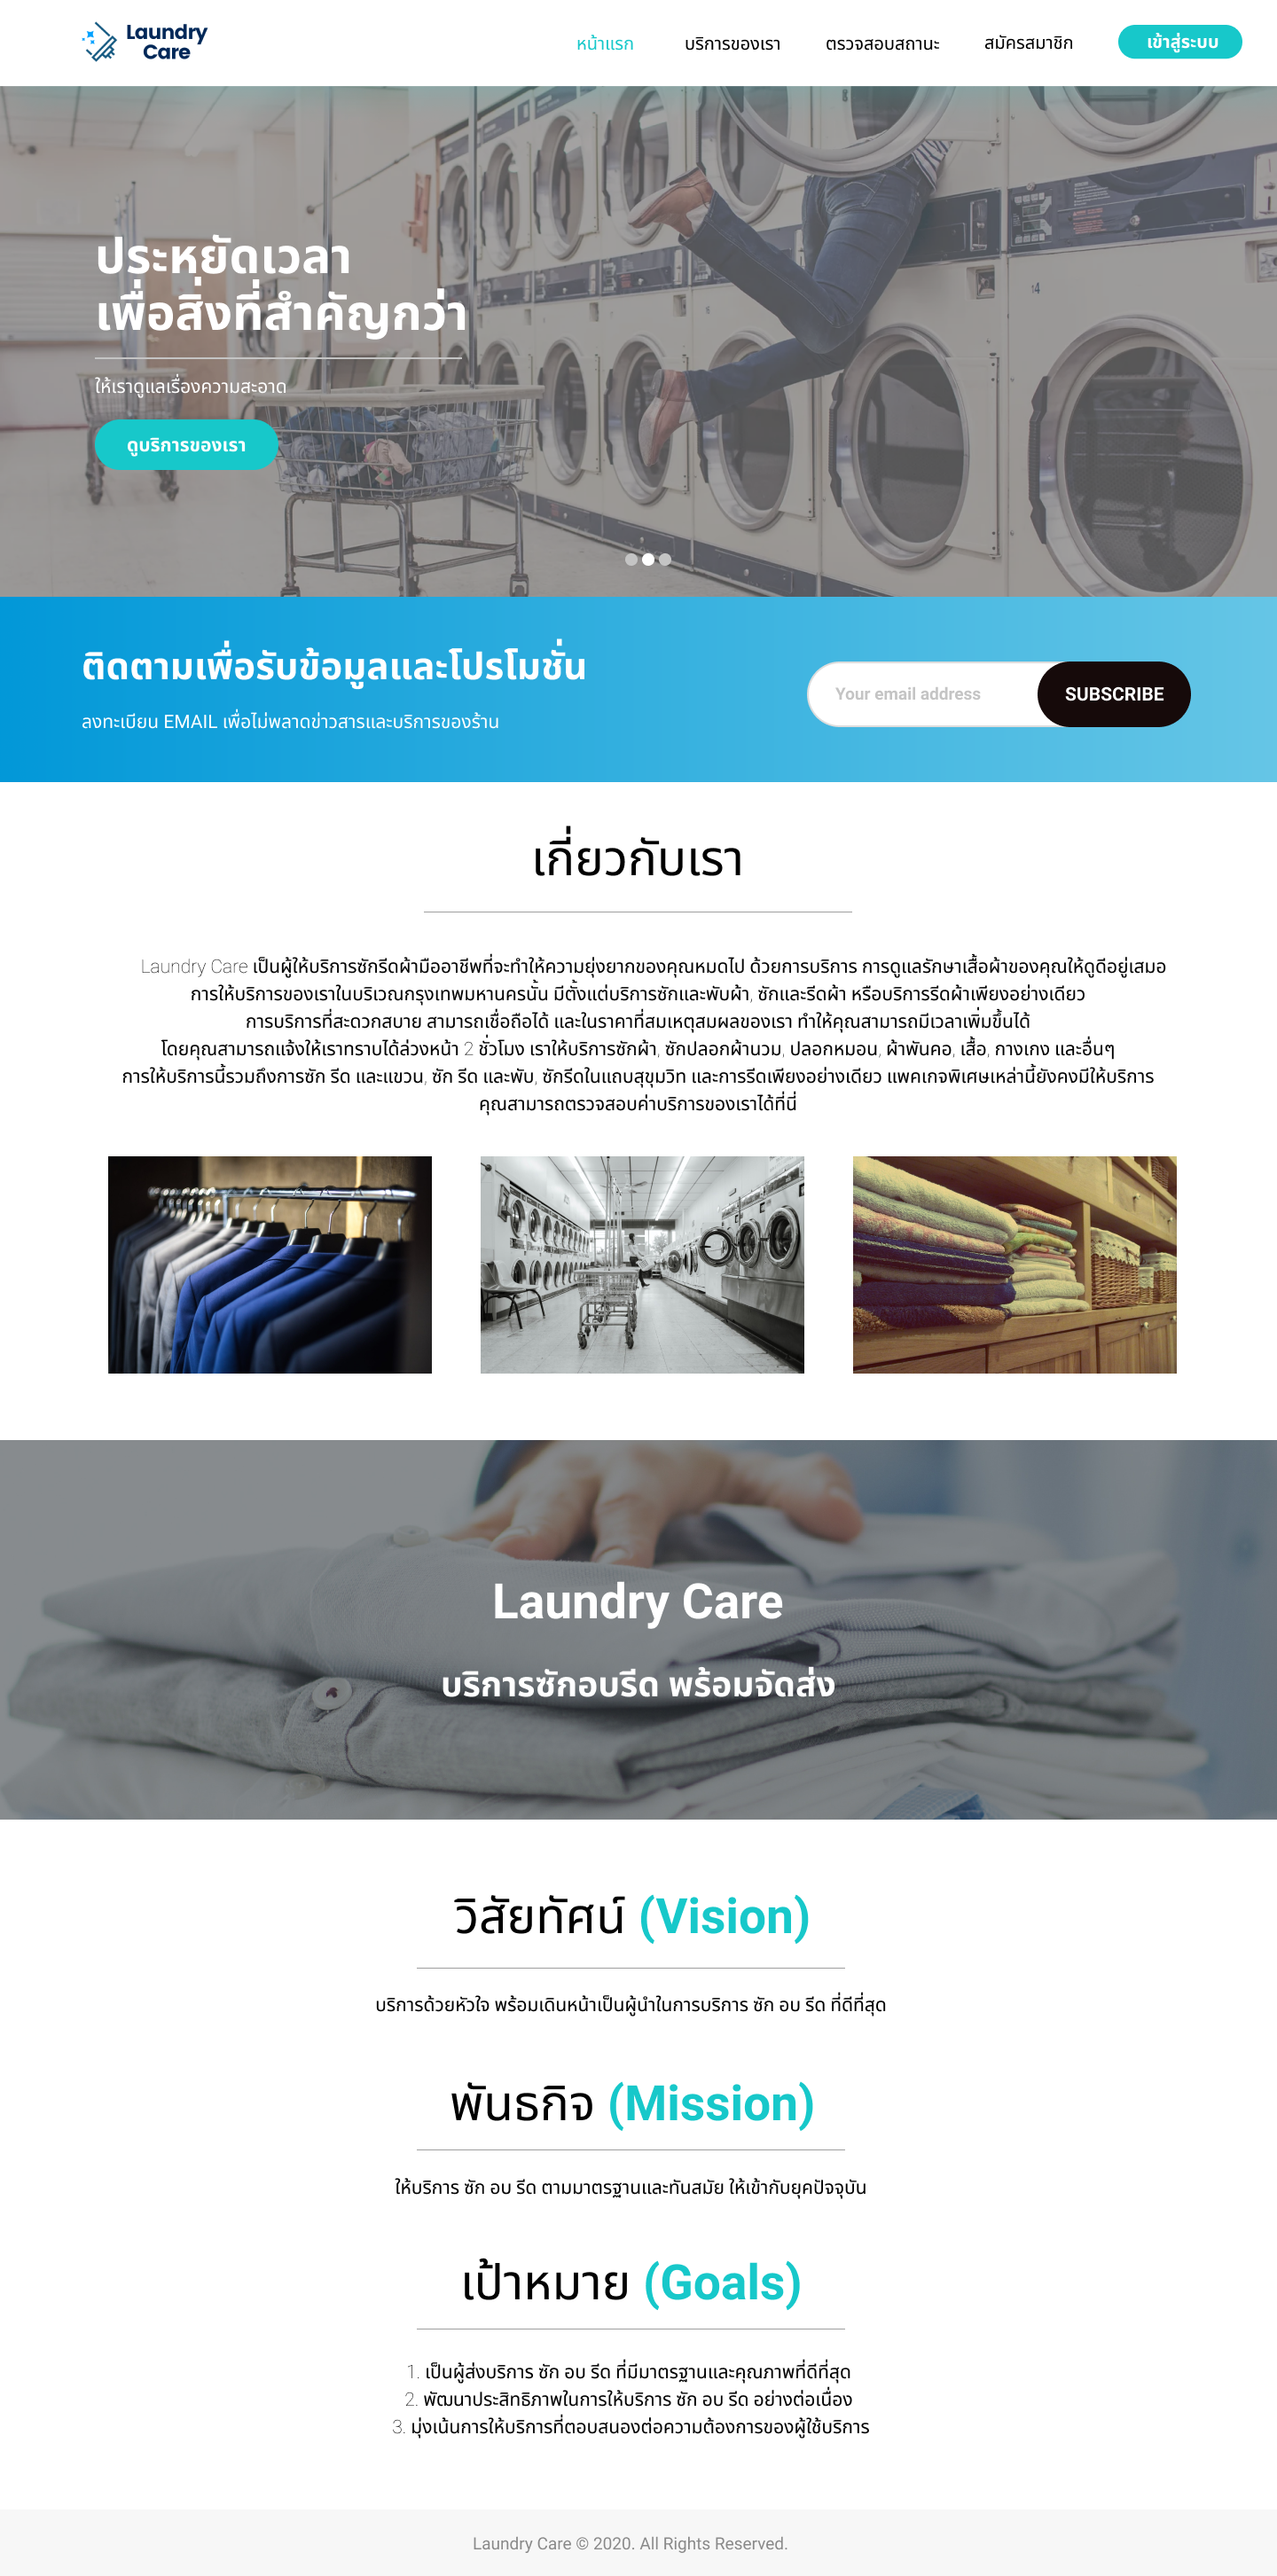 Laundry
Care
หน้าแรก
บริการของเรา
ตรวจสอบสถานะ
สมัครสมาชิก
เข้าสู่ระบบ
ประหยัดเวลา
เพื่อสิ่งที่สำคัญกว่า
ให้เราดูแลเรื่องความสะอาด
ดูบริการของเรา
ติดตามเพื่อรับข้อมูลและโปรโมชั่น
ลงทะเบียน EMAIL เพื่อไม่พลาดข่าวสารและบริการของร้าน
Your email address
SUBSCRIBE
เกี่ยวกับเรา
Laundry Care เป็นผู้ให้บริการซักรีดผ้ามืออาชีพที่จะทำให้ความยุ่งยากของคุณหมดไป ด้วยการบริการ การดูแลรักษาเสื้อผ้าของคุณให้ดูดีอยู่เสมอ
การให้บริการของเราในบริเวณกรุงเทพมหานครนั้น มีตั้งแต่บริการซักและพับผ้า, ซักและรีดผ้า หรือบริการรีดผ้าเพียงอย่างเดียว
การบริการที่สะดวกสบาย สามารถเชื่อถือได้ และในราคาที่สมเหตุสมผลของเรา ทำให้คุณสามารถมีเวลาเพิ่มขึ้นได้
โดยคุณสามารถแจ้งให้เราทราบได้ล่วงหน้า 2 ชั่วโมง เราให้บริการซักผ้า, ซักปลอกผ้านวม, ปลอกหมอน, ผ้าพันคอ, เสื้อ, กางเกง และอื่นๆ
การให้บริการนี้รวมถึงการซัก รีด และแขวน, ซัก รีด และพับ, ซักรีดในแถบสุขุมวิท และการรีดเพียงอย่างเดียว แพคเกจพิเศษเหล่านี้ยังคงมีให้บริการ
คุณสามารถตรวจสอบค่าบริการของเราได้ที่นี่
Laundry Care
บริการซักอบรีด พร้อมจัดส่ง
วิสัยทัศน์ (Vision)
บริการด้วยหัวใจ พร้อมเดินหน้าเป็นผู้นำในการบริการ ซัก อบ รีด ที่ดีที่สุด
พันธกิจ (Mission)
ให้บริการ ซัก อบ รีด ตามมาตรฐานและทันสมัย ให้เข้ากับยุคปัจจุบัน
เป้าหมาย (Goals)
1. เป็นผู้ส่งบริการ ซัก อบ รีด ที่มีมาตรฐานและคุณภาพที่ดีที่สุด
2. พัฒนาประสิทธิภาพในการให้บริการ ซัก อบ รีด อย่างต่อเนื่อง
3. มุ่งเน้นการให้บริการที่ตอบสนองต่อความต้องการของผู้ใช้บริการ
Laundry Care © 2020. All Rights Reserved.